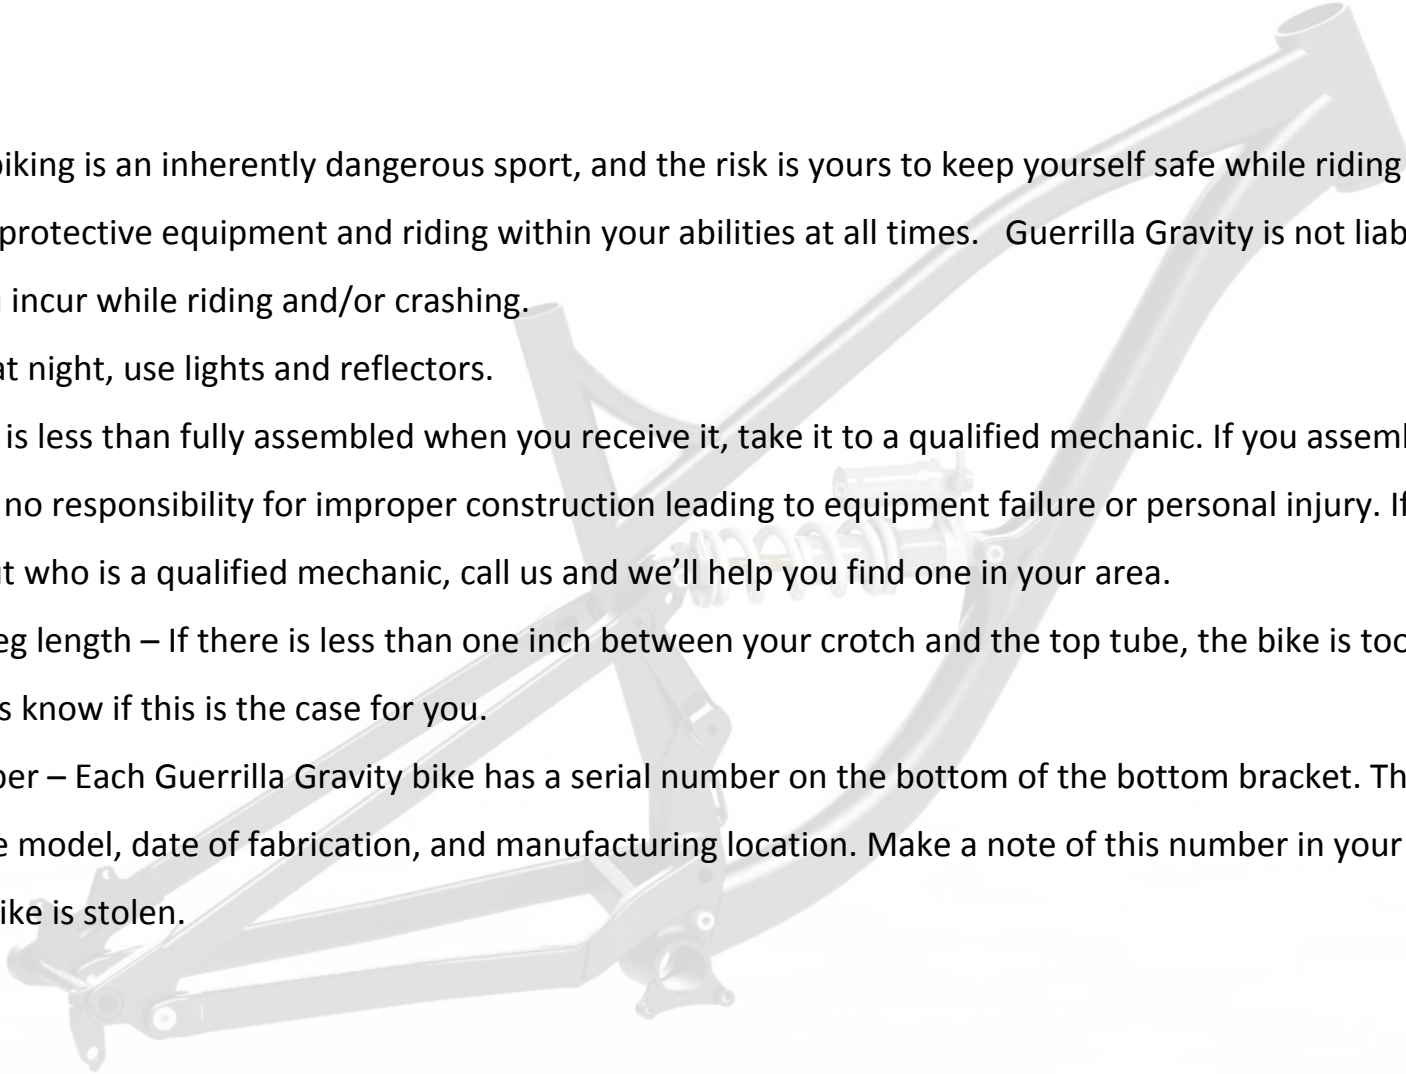 biking is an inherently dangerous sport, and the risk is yours to keep yourself safe while riding
protective equipment and riding within your abilities at all times.   Guerrilla Gravity is not liab
incur while riding and/or crashing.
at night, use lights and reflectors.
is less than fully assembled when you receive it, take it to a qualified mechanic. If you assembl
no responsibility for improper construction leading to equipment failure or personal injury. If
ut who is a qualified mechanic, call us and we’ll help you find one in your area.
eg length – If there is less than one inch between your crotch and the top tube, the bike is too
s know if this is the case for you.
ber – Each Guerrilla Gravity bike has a serial number on the bottom of the bottom bracket. Th
e model, date of fabrication, and manufacturing location. Make a note of this number in your
ike is stolen.